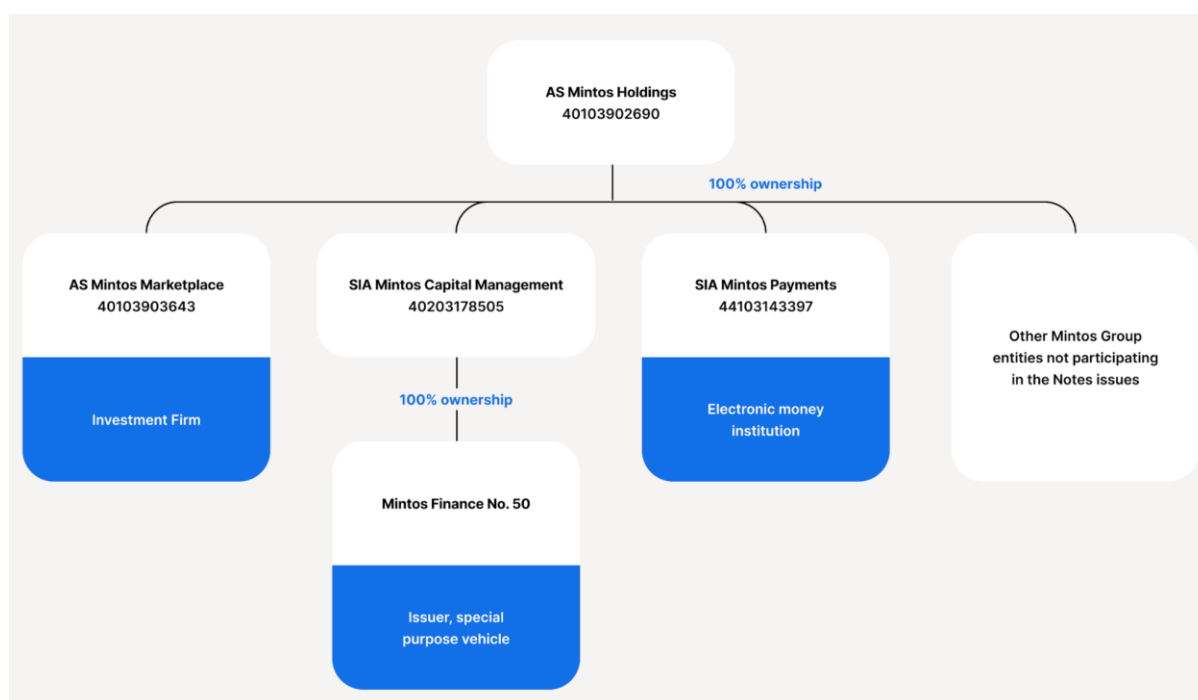 AS Mintos Holdings
40103902690
100% ownership
AS Mintos Marketplace
40103903643
Investment Firm
SIA Mintos Capital Management
40203178505
100% ownership
Mintos Finance No. 50
Issuer, special
purpose vehicle
SIA Mintos Payments
44103143397
Electronic money
institution
Other Mintos Group
entities not participating
in the Notes issues